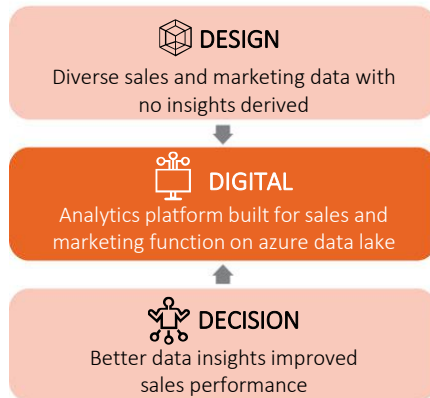 DESIGN
Diverse sales and marketing data with
no insights derived
DIGITAL
Analytics platform built for sales and
marketing function on azure data lake
DECISION
Better data insights improved
sales performance